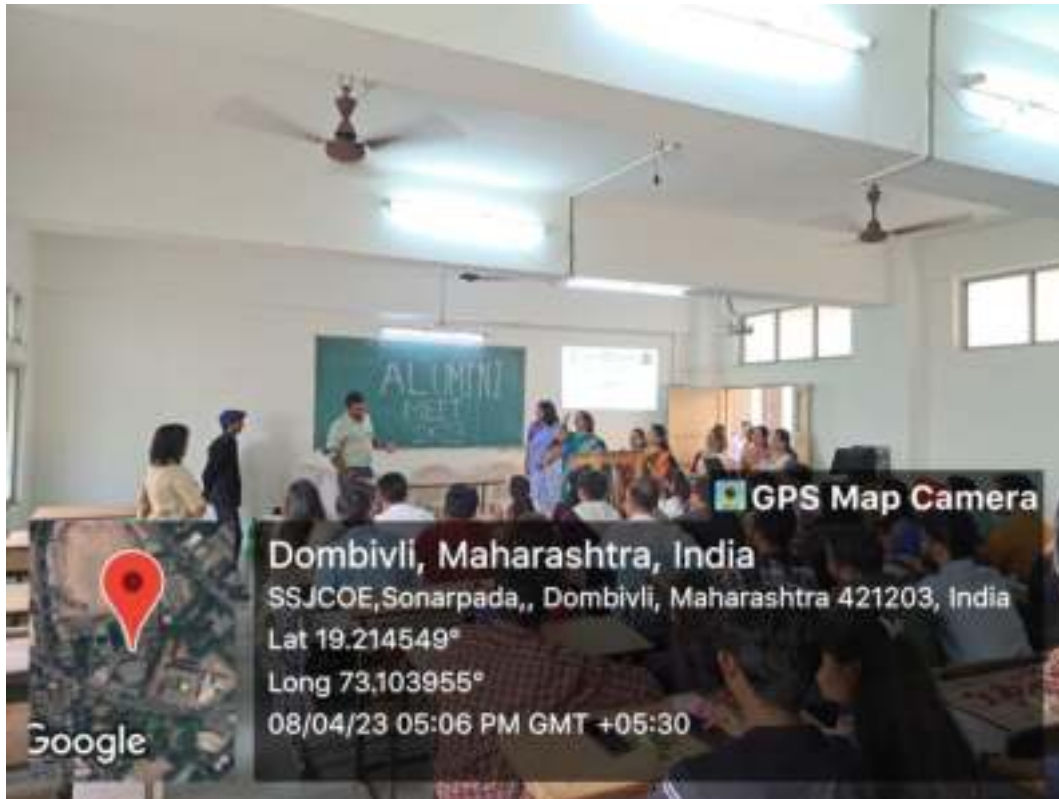 ALUMINI
MEET
GPS Map Camera
Dombivli, Maharashtra, India
SSJCOE,Sonarpada,, Dombivli, Maharashtra 421203, India
Lat 19.214549°
Long 73.103955°
08/04/23 05:06 PM GMT +05:30
Google